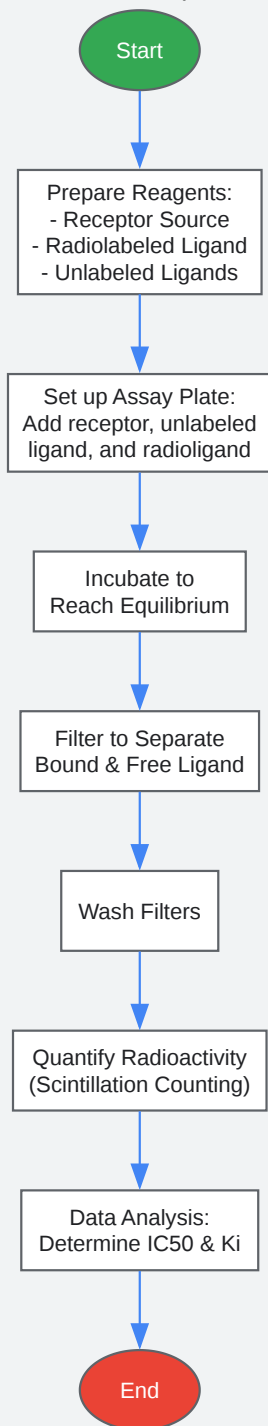 Start
Prepare Reagents:
- Receptor Source
- Radiolabeled Ligand
- Unlabeled Ligands
Set up Assay Plate:
Add receptor, unlabeled
ligand, and radioligand
Incubate to
Reach Equilibrium
Filter to Separate
Bound & Free Ligand
Wash Filters
Quantify Radioactivity
(Scintillation Counting)
Data Analysis:
Determine IC50 & Ki
End